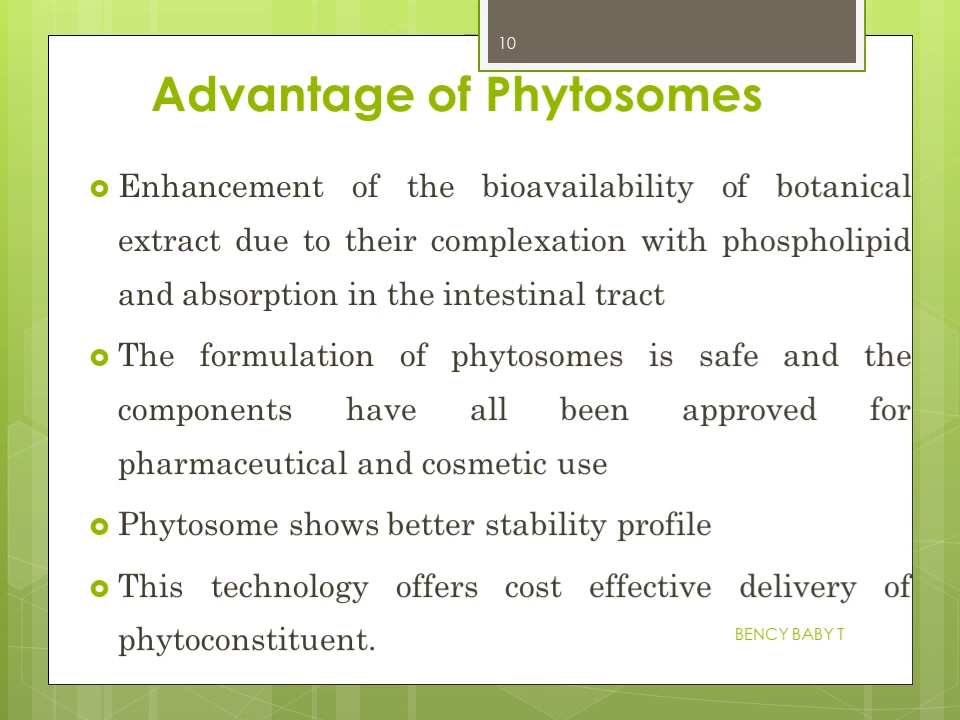 10
Advantage of Phytosomes
Enhancement of the bioavailability of botanical
extract due to their complexation with phospholipid
and absorption in the intestinal tract
The formulation of phytosomes is safe and the
components have all been approved for
pharmaceutical and cosmetic use
Phytosome shows better stability profile
This technology offers cost effective delivery of
phytoconstituent.
BENCY BABY T